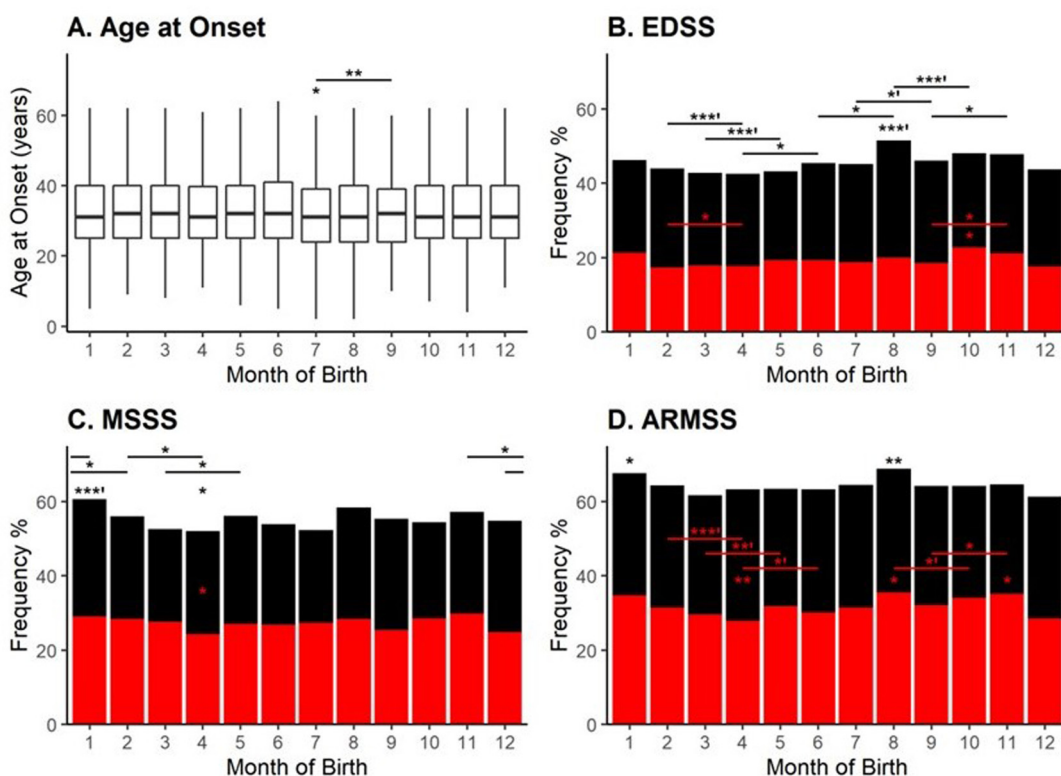 A. Age at Onset
Age at Onset (years)
60
40
20
0
**
*
1 2 3 4 5 6 7 8 9 10 11 12
Month of Birth
B. EDSS
Frequency %
60
40
20
0
***'
*'
***' * ***' *
***'
*
* *
*
1 2 3 4 5 6 7 8 9 10 11 12
Month of Birth
C. MSSS
Frequency %
60
40
20
0
* *
* *
***' *
*
1 2 3 4 5 6 7 8 9 10 11 12
Month of Birth
D. ARMSS
Frequency %
60
40
20
0
* **
***'
**' *
*' *'
** * *
1 2 3 4 5 6 7 8 9 10 11 12
Month of Birth